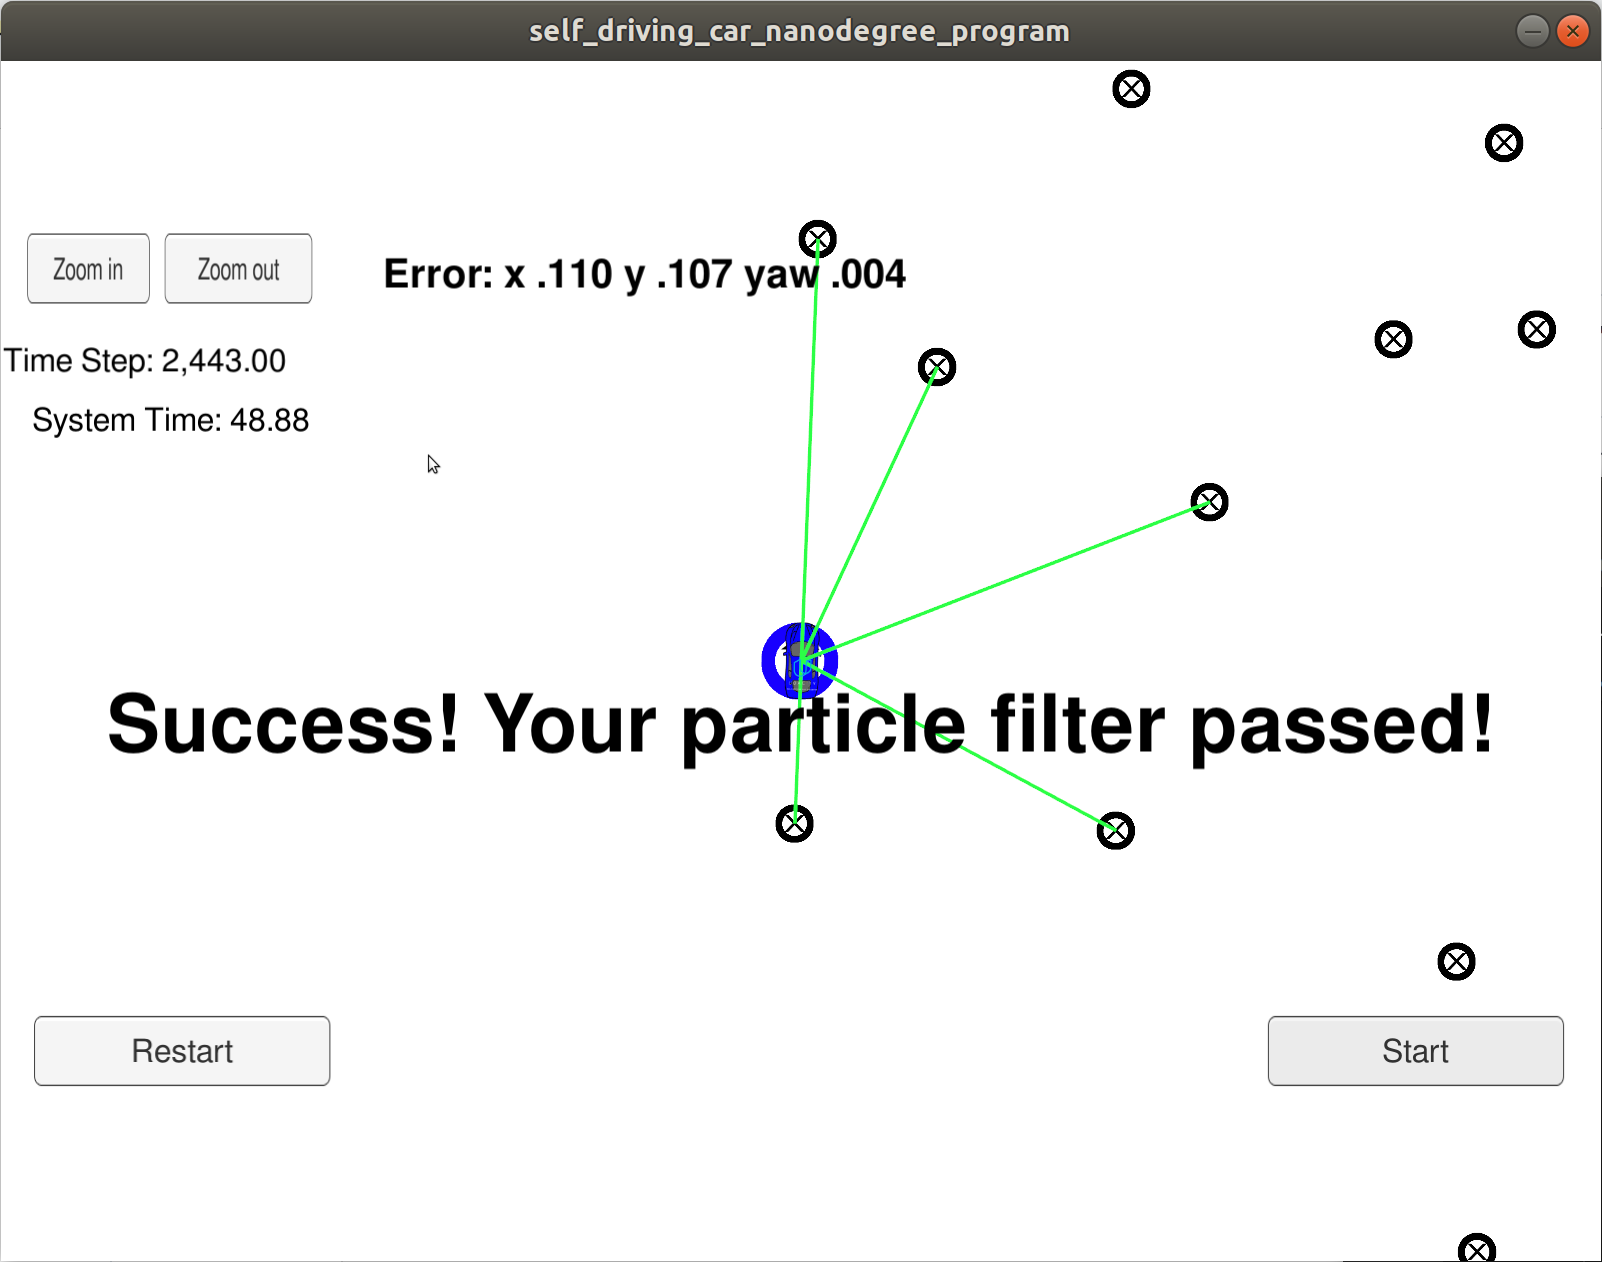 self_driving_car_nanodegree_program
Zoom in
Zoom out
Error: x .110 y .107 yaw .004
Time Step: 2,443.00
System Time: 48.88
Success! Your particle filter passed!
Restart
Start